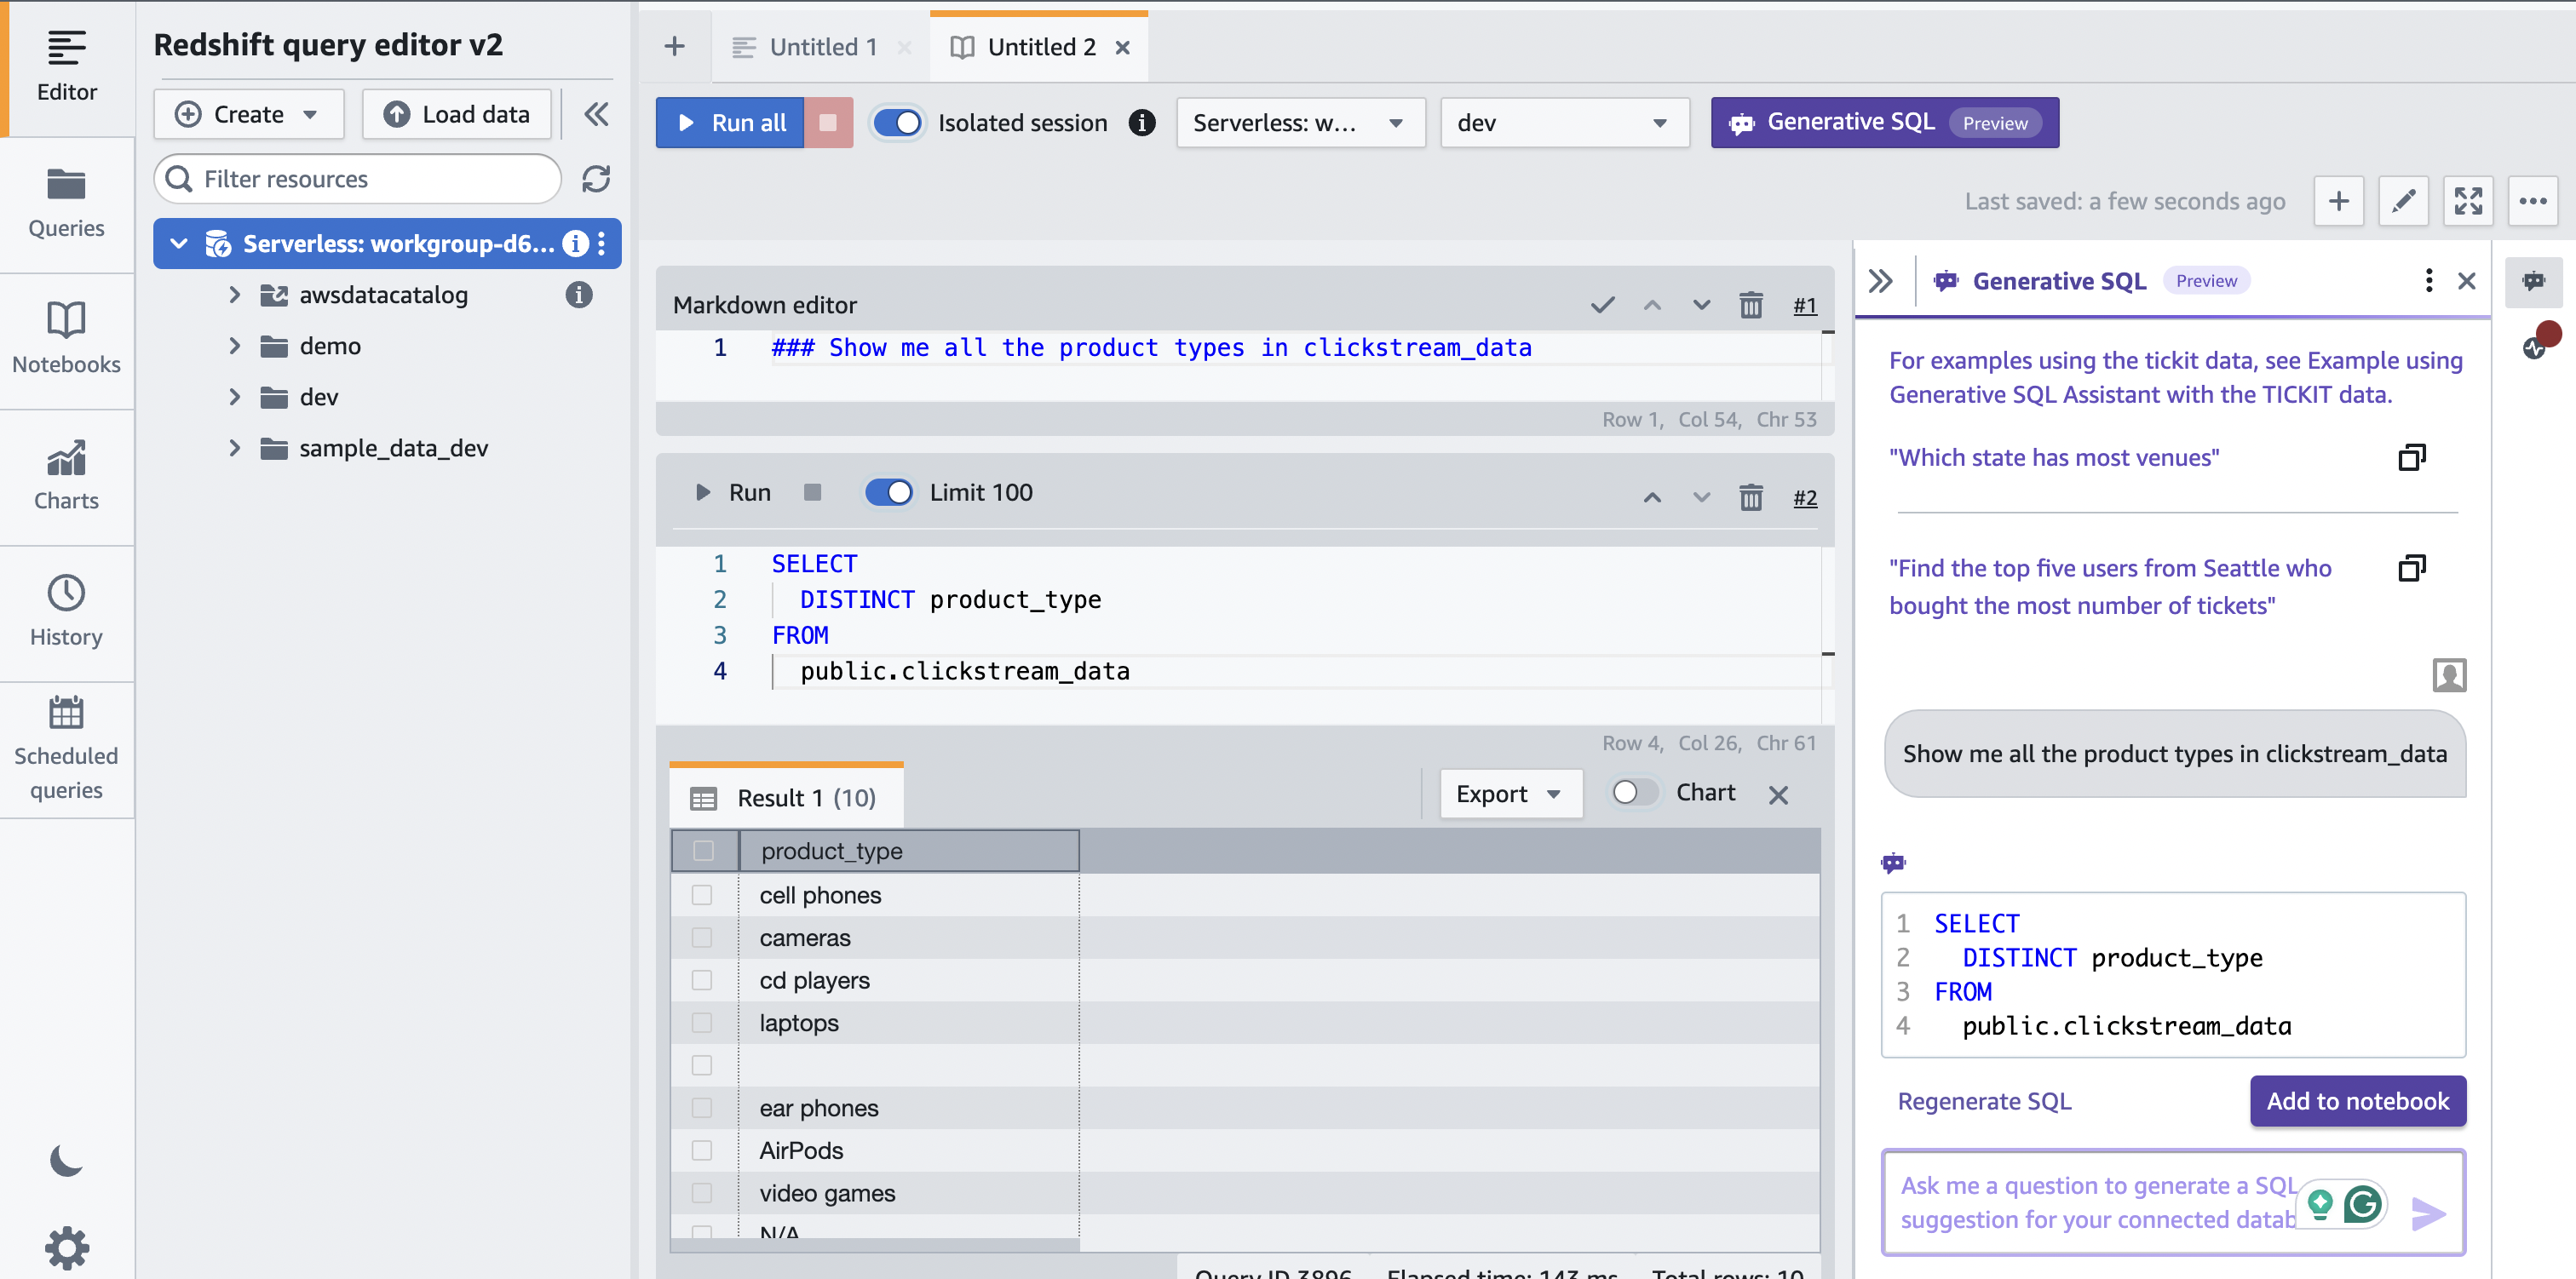 Editor
Queries
Notebooks
Charts
History
Scheduled
queries
Redshift query editor v2
Create
Load data
Filter resources
Serverless: workgroup-d6...
awsdatacatalog
demo
dev
sample_data_dev
Untitled 1
Untitled 2
Run all
Isolated session
Serverless: w...
dev
Generative SQL Preview
Last saved: a few seconds ago
Markdown editor
#1
1 ### Show me all the product types in clickstream_data
Row 1, Col 54, Chr 53
Run
Limit 100
#2
1 SELECT
2 DISTINCT product_type
3 FROM
4 public.clickstream_data
Row 4, Col 26, Chr 61
Result 1 (10)
Export
Chart
product_type
cell phones
cameras
cd players
laptops
ear phones
AirPods
video games
N/A
Query ID 3896 Elapsed time: 143 ms Total rows: 10
Generative SQL Preview
For examples using the tickit data, see Example using
Generative SQL Assistant with the TICKIT data.
"Which state has most venues"
"Find the top five users from Seattle who
bought the most number of tickets"
Show me all the product types in clickstream_data
1 SELECT
2 DISTINCT product_type
3 FROM
4 public.clickstream_data
Regenerate SQL
Add to notebook
Ask me a question to generate a SQL
suggestion for your connected datab